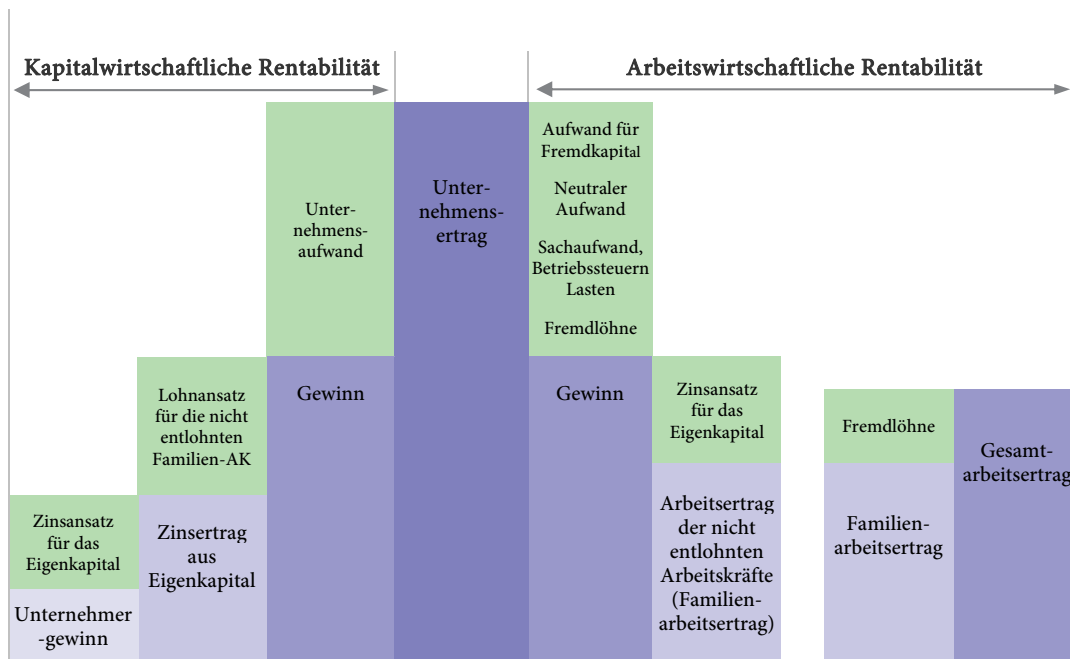 Kapitalwirtschaftliche Rentabilität
Arbeitswirtschaftliche Rentabilität
Zinsansatz
für das
Eigenkapital
Unternehmer
-gewinn
Lohnansatz
für die nicht
entlohnten
Familien-AK
Zinsertrag
aus
Eigenkapital
Unter-
nehmens-
aufwand
Gewinn
Unter-
nehmens-
ertrag
Aufwand für
Fremdkapital
Neutraler
Aufwand
Sachaufwand,
Betriebssteuern
Lasten
Fremdlöhne
Gewinn
Zinsansatz
für das
Eigenkapital
Arbeitsertrag
der nicht
entlohnten
Arbeitskräfte
(Familien-
arbeitsertrag)
Fremdlöhne
Familien-
arbeitsertrag
Gesamt-
arbeitsertrag